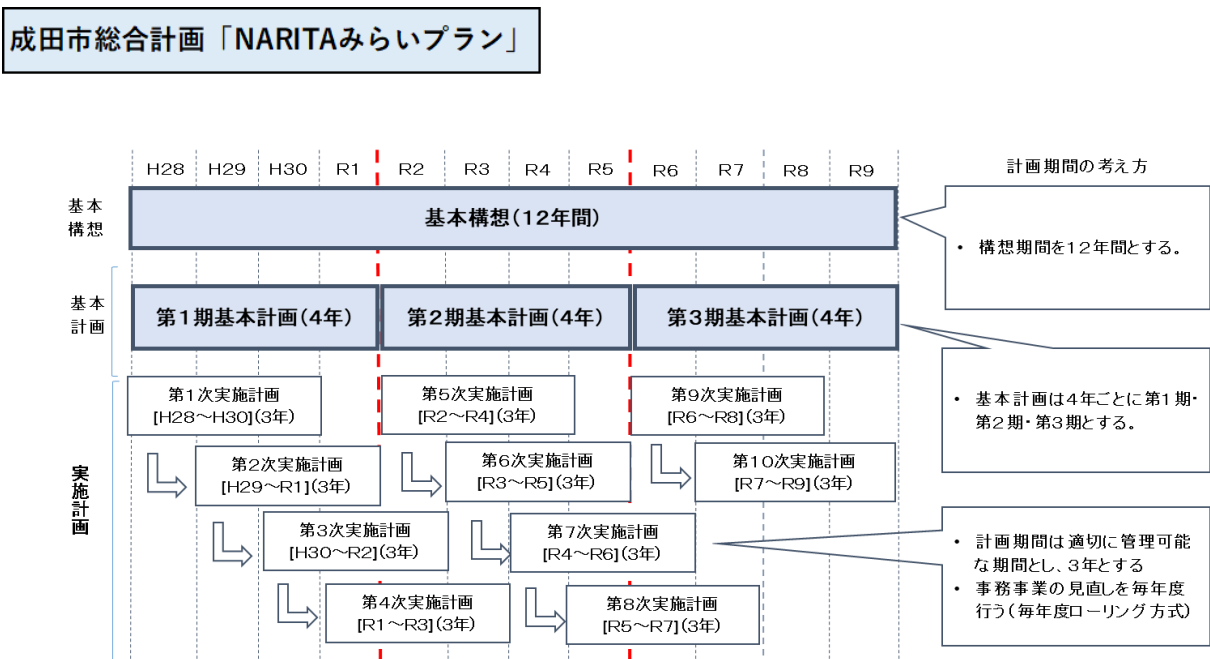 成田市総合計画「NARITAみらいプラン」
H28 H29 H30 R1 R2 R3 R4 R5 R6 R7 R8 R9
計画期間の考え方
基本
構想
基本構想(12年間)
・ 構想期間を12年間とする。
基本
計画
第1期基本計画(4年)
第2期基本計画(4年)
第3期基本計画(4年)
・ 基本計画は4年ごとに第1期・
第2期・第3期とする。
実施計画
第1次実施計画
[H28～H30](3年)
第5次実施計画
[R2～R4](3年)
第9次実施計画
[R6～R8](3年)
第2次実施計画
[H29～R1](3年)
第6次実施計画
[R3～R5](3年)
第10次実施計画
[R7～R9](3年)
第3次実施計画
[H30～R2](3年)
第7次実施計画
[R4～R6](3年)
第4次実施計画
[R1～R3](3年)
第8次実施計画
[R5～R7](3年)
・ 計画期間は適切に管理可能
な期間とし、3年とする
・ 事務事業の見直しを毎年度
行う(毎年度ローリング方式)